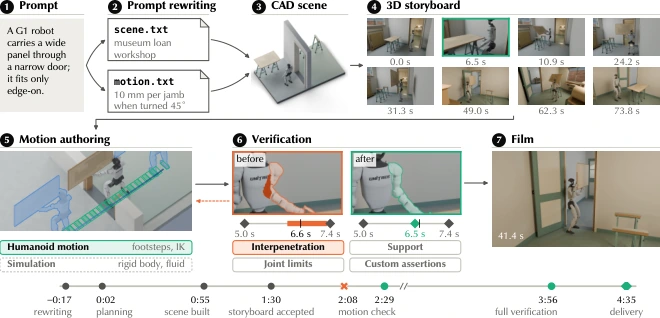 1 Prompt
A G1 robot
carries a wide
panel through
a narrow door;
it fits only
edge-on.
2 Prompt rewriting
scene.txt
museum loan
workshop
motion.txt
10 mm per jamb
when turned 45°
3 CAD scene
4 3D storyboard
0.0 s 6.5 s 10.9 s 24.2 s
31.3 s 49.0 s 62.3 s 73.8 s
5 Motion authoring
Humanoid motion footsteps, IK
Simulation rigid body, fluid
6 Verification
before
after
5.0 s 6.6 s 7.4 s
5.0 s 6.5 s 7.4 s
Interpenetration
Support
Joint limits
Custom assertions
7 Film
41.4 s
−0:17 0:02 0:55 1:30 2:08 2:29 3:56 4:35
rewriting planning scene built storyboard accepted motion check full verification delivery